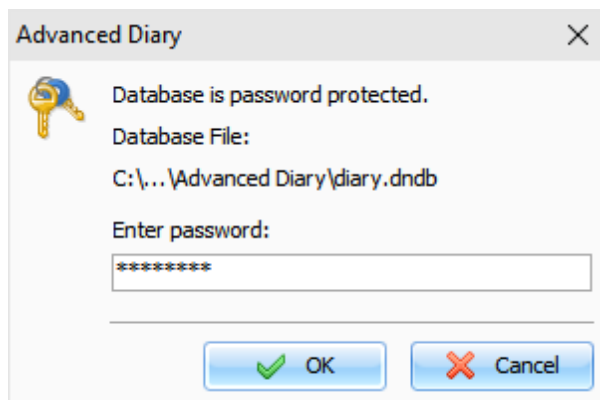 Advanced Diary
Database is password protected.
Database File:
C:\...\Advanced Diary\diary.dndb
Enter password:
********
OK
Cancel